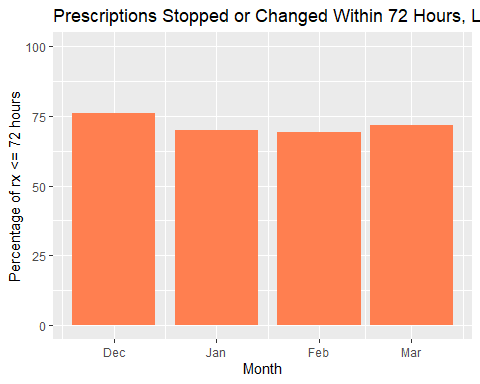 Prescriptions Stopped or Changed Within 72 Hours, L
100
75
50
25
0
Percentage of rx <= 72 hours
Dec Jan Feb Mar
Month